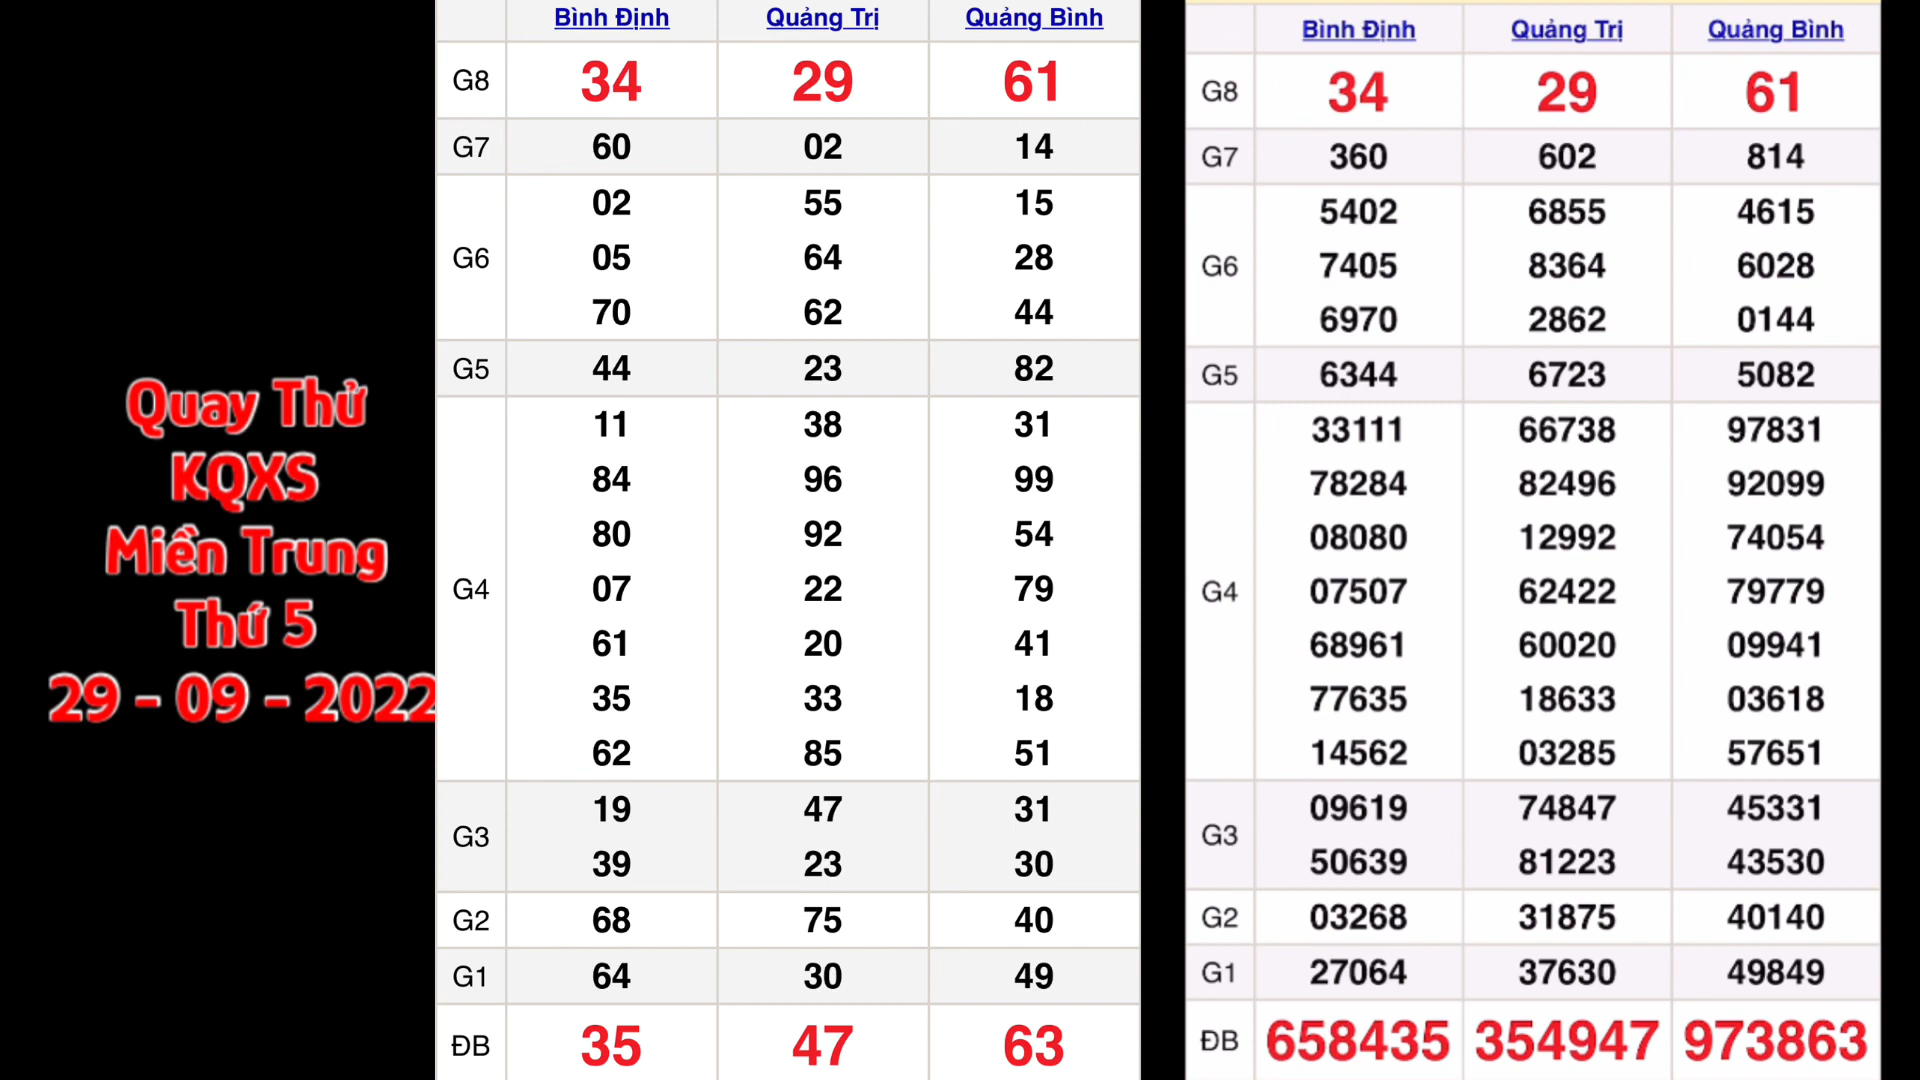 Quay Thử
KQXS
Miền Trung
Thứ 5
29 - 09 - 2022
Bình Định Quảng Trị Quảng Bình
G8 34 29 61
G7 60 02 14
02 55 15
G6 05 64 28
70 62 44
G5 44 23 82
11 38 31
84 96 99
80 92 54
G4 07 22 79
61 20 41
35 33 18
62 85 51
G3 19 47 31
39 23 30
G2 68 75 40
G1 64 30 49
ĐB 35 47 63
Bình Định Quảng Trị Quảng Bình
G8 34 29 61
G7 360 602 814
5402 6855 4615
G6 7405 8364 6028
6970 2862 0144
G5 6344 6723 5082
33111 66738 97831
78284 82496 92099
08080 12992 74054
G4 07507 62422 79779
68961 60020 09941
77635 18633 03618
14562 03285 57651
G3 09619 74847 45331
50639 81223 43530
G2 03268 31875 40140
G1 27064 37630 49849
ĐB 658435 354947 973863